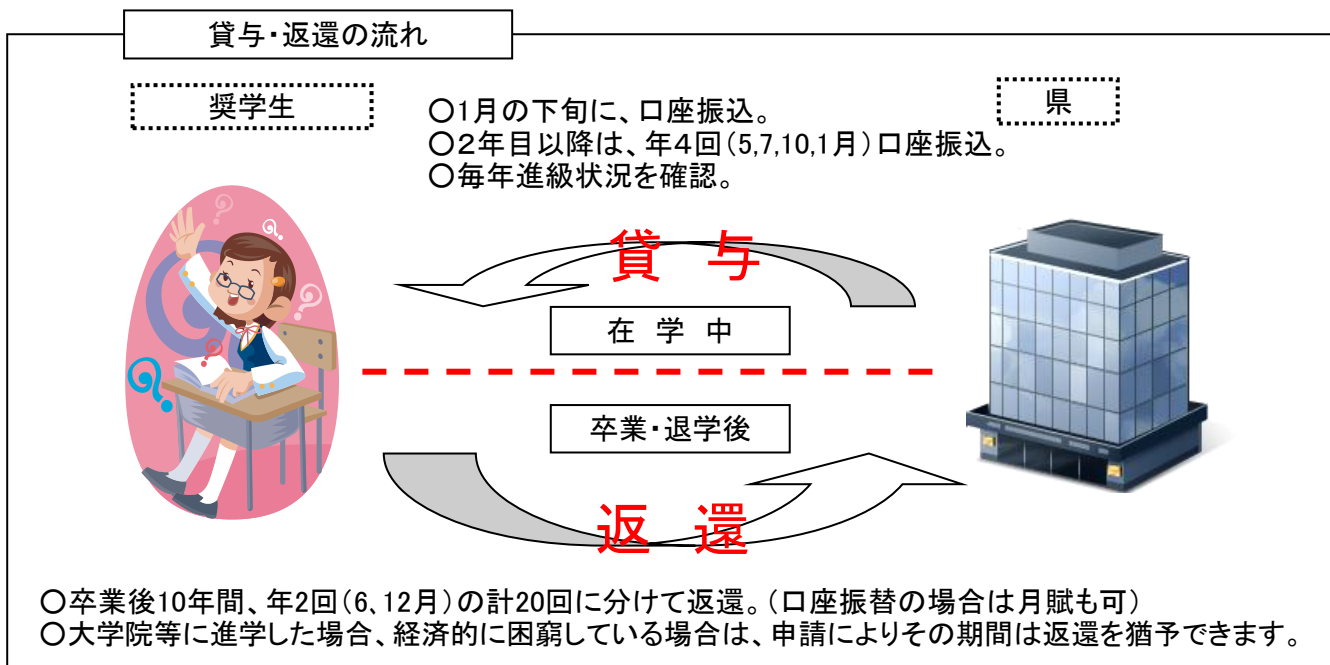 貸与・返還の流れ
奨学生
○1月の下旬に、口座振込。
○2年目以降は、年4回(5,7,10,1月)口座振込。
○毎年進級状況を確認。
県
貸 与
在 学 中
卒業・退学後
返 還
○卒業後10年間、年2回(6、12月)の計20回に分けて返還。(口座振替の場合は月賦も可)
○大学院等に進学した場合、経済的に困窮している場合は、申請によりその期間は返還を猶予できます。